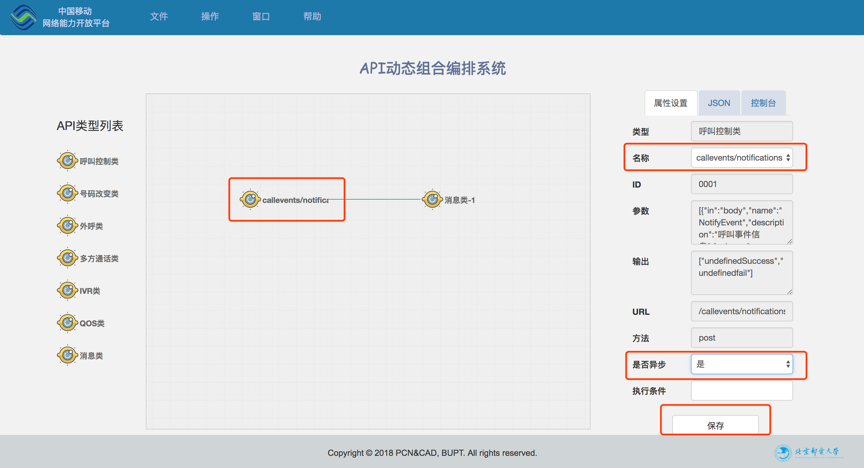 中国移动
网络能力开放平台
文件
操作
窗口
帮助
API动态组合编排系统
API类型列表
呼叫控制类
号码改变类
外呼类
多方通话类
IVR类
QOS类
消息类
callevents/notifica
消息类-1
属性设置
JSON
控制台
类型
呼叫控制类
名称
callevents/notifications
ID
0001
参数
[{"in":"body","name":"
NotifyEvent","descripti
on":"呼叫事件信
输出
["undefinedSuccess","
undefinedfail"]
URL
/callevents/notifications
方法
post
是否异步
是
执行条件
保存
Copyright © 2018 PCN&CAD, BUPT. All rights reserved.
北京邮电大学